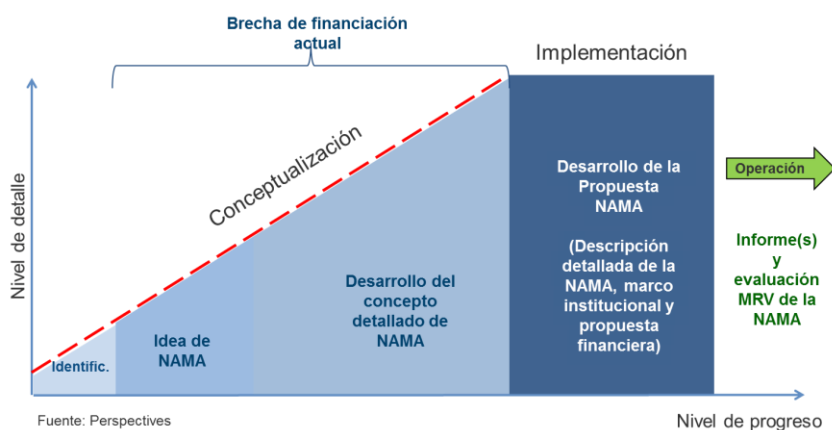 Brecha de financiación
actual
Implementación
Nivel de detalle
Conceptualización
Identific.
Idea de
NAMA
Desarrollo del
concepto
detallado de
NAMA
Desarrollo de la
Propuesta
NAMA
(Descripción
detallada de la
NAMA, marco
institucional y
propuesta
financiera)
Operación
Informe(s)
y
evaluación
MRV de la
NAMA
Fuente: Perspectives
Nivel de progreso